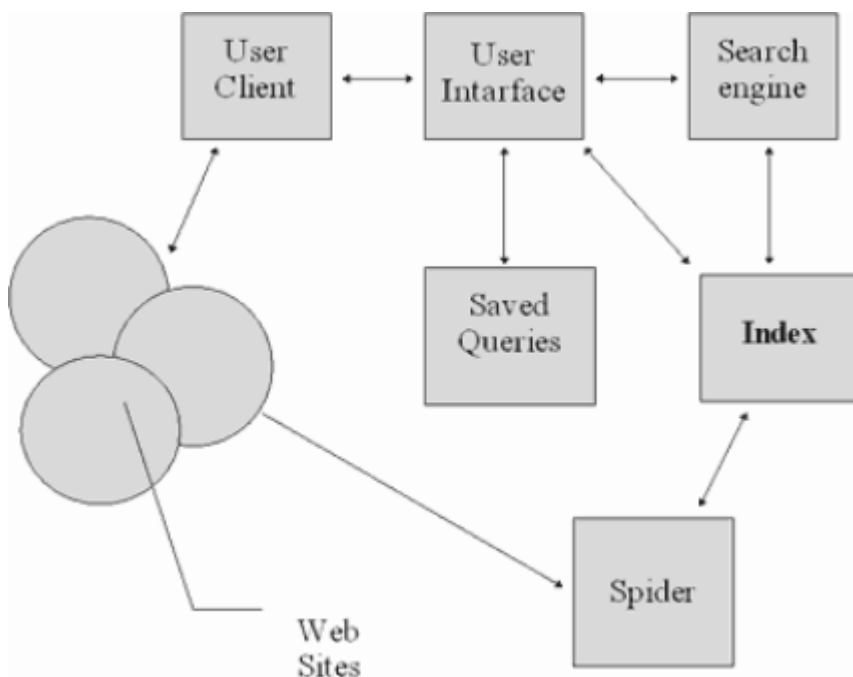 User
Client
User
Intarface
Search
engine
Saved
Queries
Index
Spider
Web
Sites